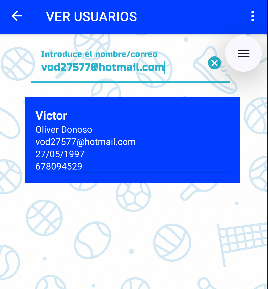 VER USUARIOS
Introduce el nombre/correo
vod27577@hotmail.com
Victor
Oliver Donoso
vod27577@hotmail.com
27/05/1997
678094529